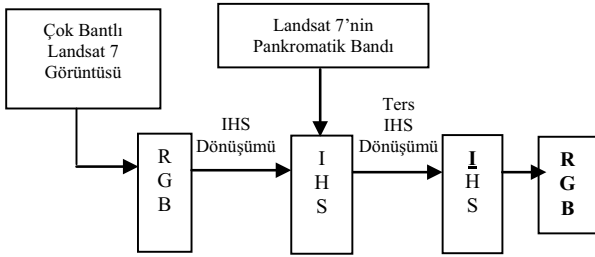 Çok Bantlı
Landsat 7
Görüntüsü
Landsat 7’nin
Pankromatik Bandı
IHS
Dönüşümü
Ters
IHS
Dönüşümü
R
G
B
I
H
S
I
H
S
R
G
B